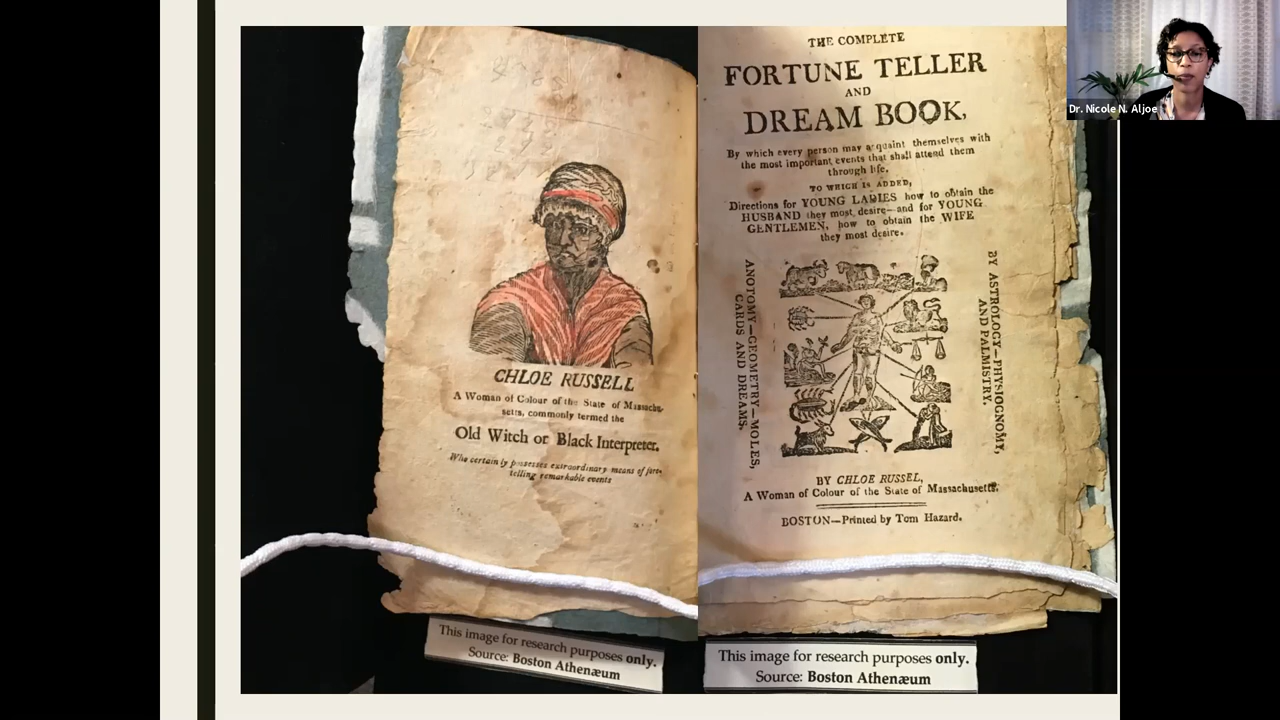 CHLOE RUSSELL
A Woman of Colour of the State of Massachu-
setts, commonly termed the
Old Witch or Black Interpreter.
Who certainly possesses extraordinary means of fore-
telling remarkable events
This image for research purposes only.
Source: Boston Athenæum
THE COMPLETE
FORTUNE TELLER
AND
DREAM BOOK,
By which every person may acquaint themselves with
the most important events that shall attend them
through life.
TO WHICH IS ADDED,
Directions for YOUNG LADIES how to obtain the
HUSBAND they most desire—and for YOUNG
GENTLEMEN, how to obtain the WIFE
they most desire.
ANOTOMY—GEOMETRY—MOLES,
CARDS AND DREAMS,
BY ASTROLOGY—PHYSIOGNOMY,
AND PALMISTRY.
BY CHLOE RUSSEL,
A Woman of Colour of the State of Massachusetts.
BOSTON—Printed by Tom Hazard.
This image for research purposes only.
Source: Boston Athenæum
Dr. Nicole N. Aljoe